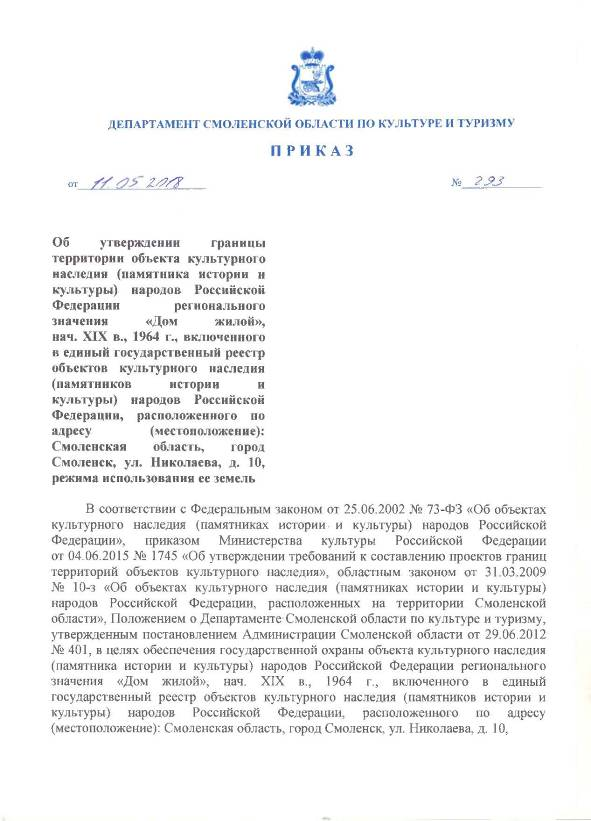 ДЕПАРТАМЕНТ СМОЛЕНСКОЙ ОБЛАСТИ ПО КУЛЬТУРЕ И ТУРИЗМУ
П Р И К А З
от 11.05.2018 № 293
Об утверждении границы
территории объекта культурного
наследия (памятника истории и
культуры) народов Российской
Федерации регионального
значения «Дом жилой»,
нач. XIX в., 1964 г., включенного
в единый государственный реестр
объектов культурного наследия
(памятников истории и
культуры) народов Российской
Федерации, расположенного по
адресу (местоположение):
Смоленская область, город
Смоленск, ул. Николаева, д. 10,
режима использования ее земель
В соответствии с Федеральным законом от 25.06.2002 № 73-ФЗ «Об объектах
культурного наследия (памятниках истории и культуры) народов Российской
Федерации», приказом Министерства культуры Российской Федерации
от 04.06.2015 № 1745 «Об утверждении требований к составлению проектов границ
территорий объектов культурного наследия», областным законом от 31.03.2009
№ 10-з «Об объектах культурного наследия (памятниках истории и культуры)
народов Российской Федерации, расположенных на территории Смоленской
области», Положением о Департаменте Смоленской области по культуре и туризму,
утвержденным постановлением Администрации Смоленской области от 29.06.2012
№ 401, в целях обеспечения государственной охраны объекта культурного наследия
(памятника истории и культуры) народов Российской Федерации регионального
значения «Дом жилой», нач. XIX в., 1964 г., включенного в единый
государственный реестр объектов культурного наследия (памятников истории и
культуры) народов Российской Федерации, расположенного по адресу
(местоположение): Смоленская область, город Смоленск, ул. Николаева, д. 10,